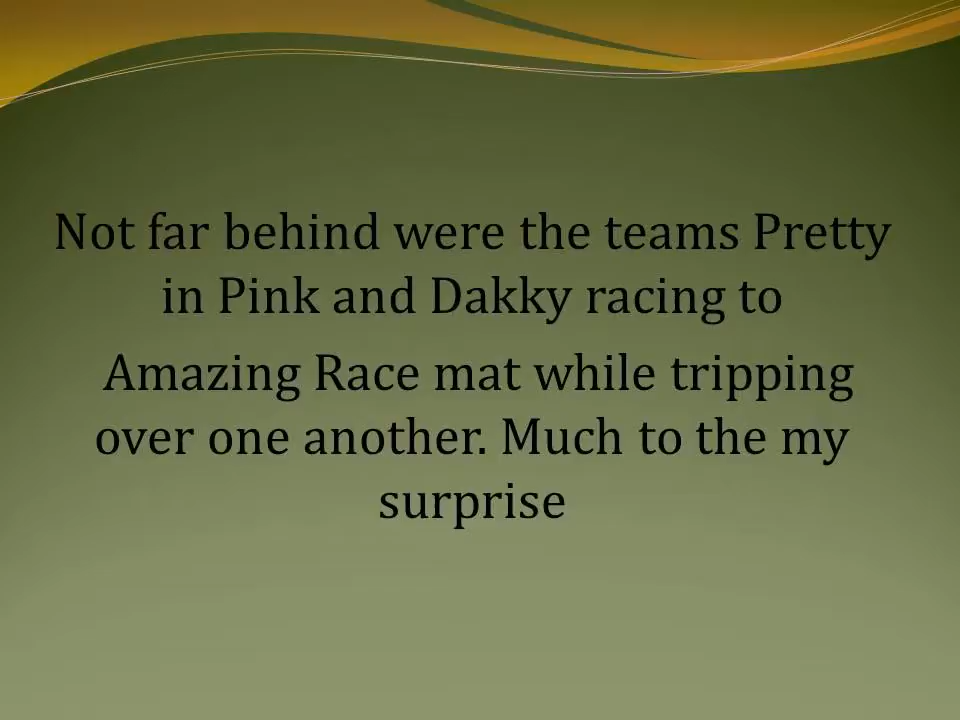 Not far behind were the teams Pretty
in Pink and Dakky racing to
Amazing Race mat while tripping
over one another. Much to the my
surprise